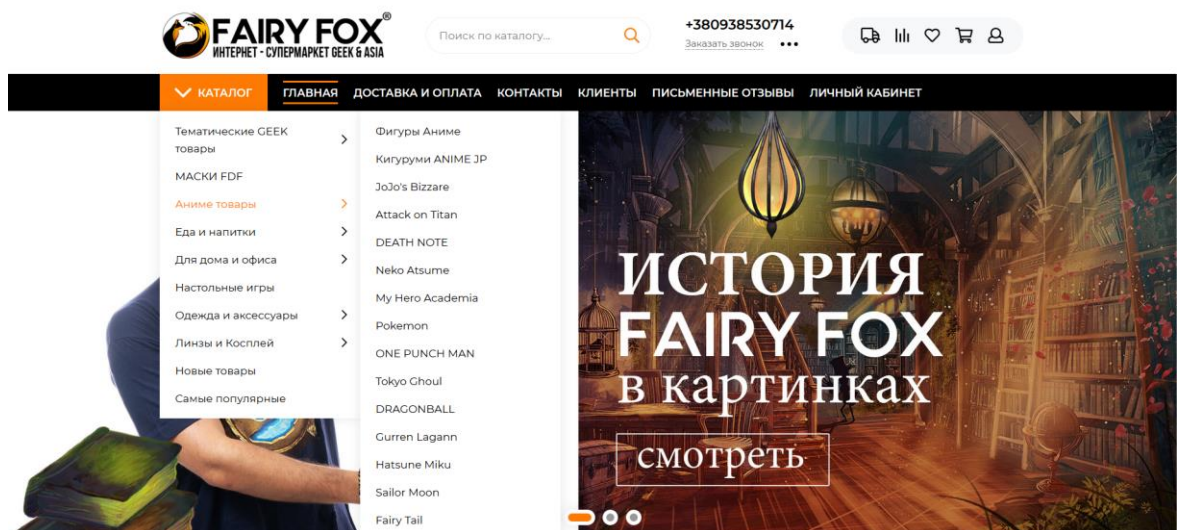 FAIRY FOX®
ИНТЕРНЕТ - СУПЕРМАРКЕТ GEEK & ASIA
Поиск по каталогу...
+380938530714
Заказать звонок
КАТАЛОГ
ГЛАВНАЯ
ДОСТАВКА И ОПЛАТА
КОНТАКТЫ
КЛИЕНТЫ
ПИСЬМЕННЫЕ ОТЗЫВЫ
ЛИЧНЫЙ КАБИНЕТ
Тематические GEEK
товары
МАСКИ FDF
Аниме товары
Еда и напитки
Для дома и офиса
Настольные игры
Одежда и аксессуары
Линзы и Косплей
Новые товары
Самые популярные
Фигуры Аниме
Кигуруми ANIME JP
JoJo's Bizzare
Attack on Titan
DEATH NOTE
Neko Atsume
My Hero Academia
Pokemon
ONE PUNCH MAN
Tokyo Ghoul
DRAGONBALL
Gurren Lagann
Hatsune Miku
Sailor Moon
Fairy Tail
ИСТОРИЯ
FAIRY FOX
в картинках
смотреть